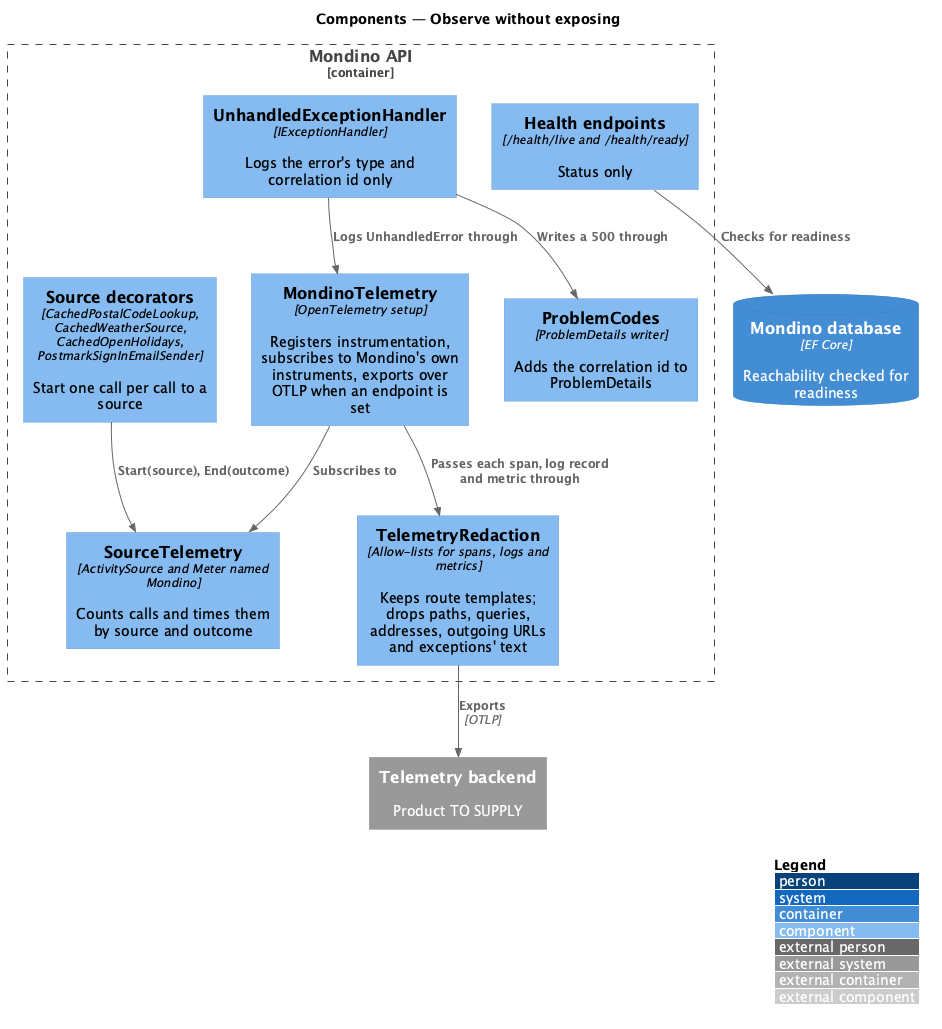 Components — Observe without exposing
Mondino API
[container]
UnhandledExceptionHandler
[IExceptionHandler]
Logs the error's type and
correlation id only
Health endpoints
[/health/live and /health/ready]
Status only
Logs UnhandledError through
Writes a 500 through
Checks for readiness
Source decorators
[CachedPostalCodeLookup,
CachedWeatherSource,
CachedOpenHolidays,
PostmarkSignInEmailSender]
Start one call per call to a
source
MondinoTelemetry
[OpenTelemetry setup]
Registers instrumentation,
subscribes to Mondino's own
instruments, exports over
OTLP when an endpoint is
set
ProblemCodes
[ProblemDetails writer]
Adds the correlation id to
ProblemDetails
Mondino database
[EF Core]
Reachability checked for
readiness
Start(source), End(outcome)
Subscribes to
Passes each span, log record
and metric through
SourceTelemetry
[ActivitySource and Meter named
Mondino]
Counts calls and times them
by source and outcome
TelemetryRedaction
[Allow-lists for spans, logs and
metrics]
Keeps route templates;
drops paths, queries,
addresses, outgoing URLs
and exceptions' text
Exports
[OTLP]
Telemetry backend
Product TO SUPPLY
Legend
person
system
container
component
external person
external system
external container
external component